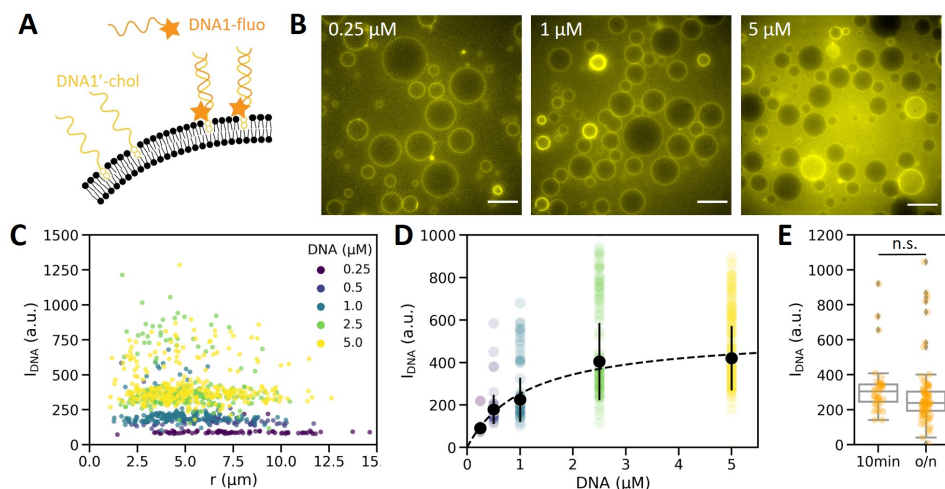 A
DNA1-fluo
DNA1'-chol
B
0.25 µM
1 µM
5 µM
C
1500
1250
1000
750
500
250
0
I_DNA (a.u.)
0.0
2.5
5.0
7.5
10.0
12.5
15.
r (µm)
DNA (µM)
0.25
0.5
1.0
2.5
5.0
D
1000
800
600
400
200
0
I_DNA (a.u.)
0
1
2
3
4
5
DNA (µM)
E
1200
1000
800
600
400
200
0
I_DNA (a.u.)
n.s.
10min
o/n